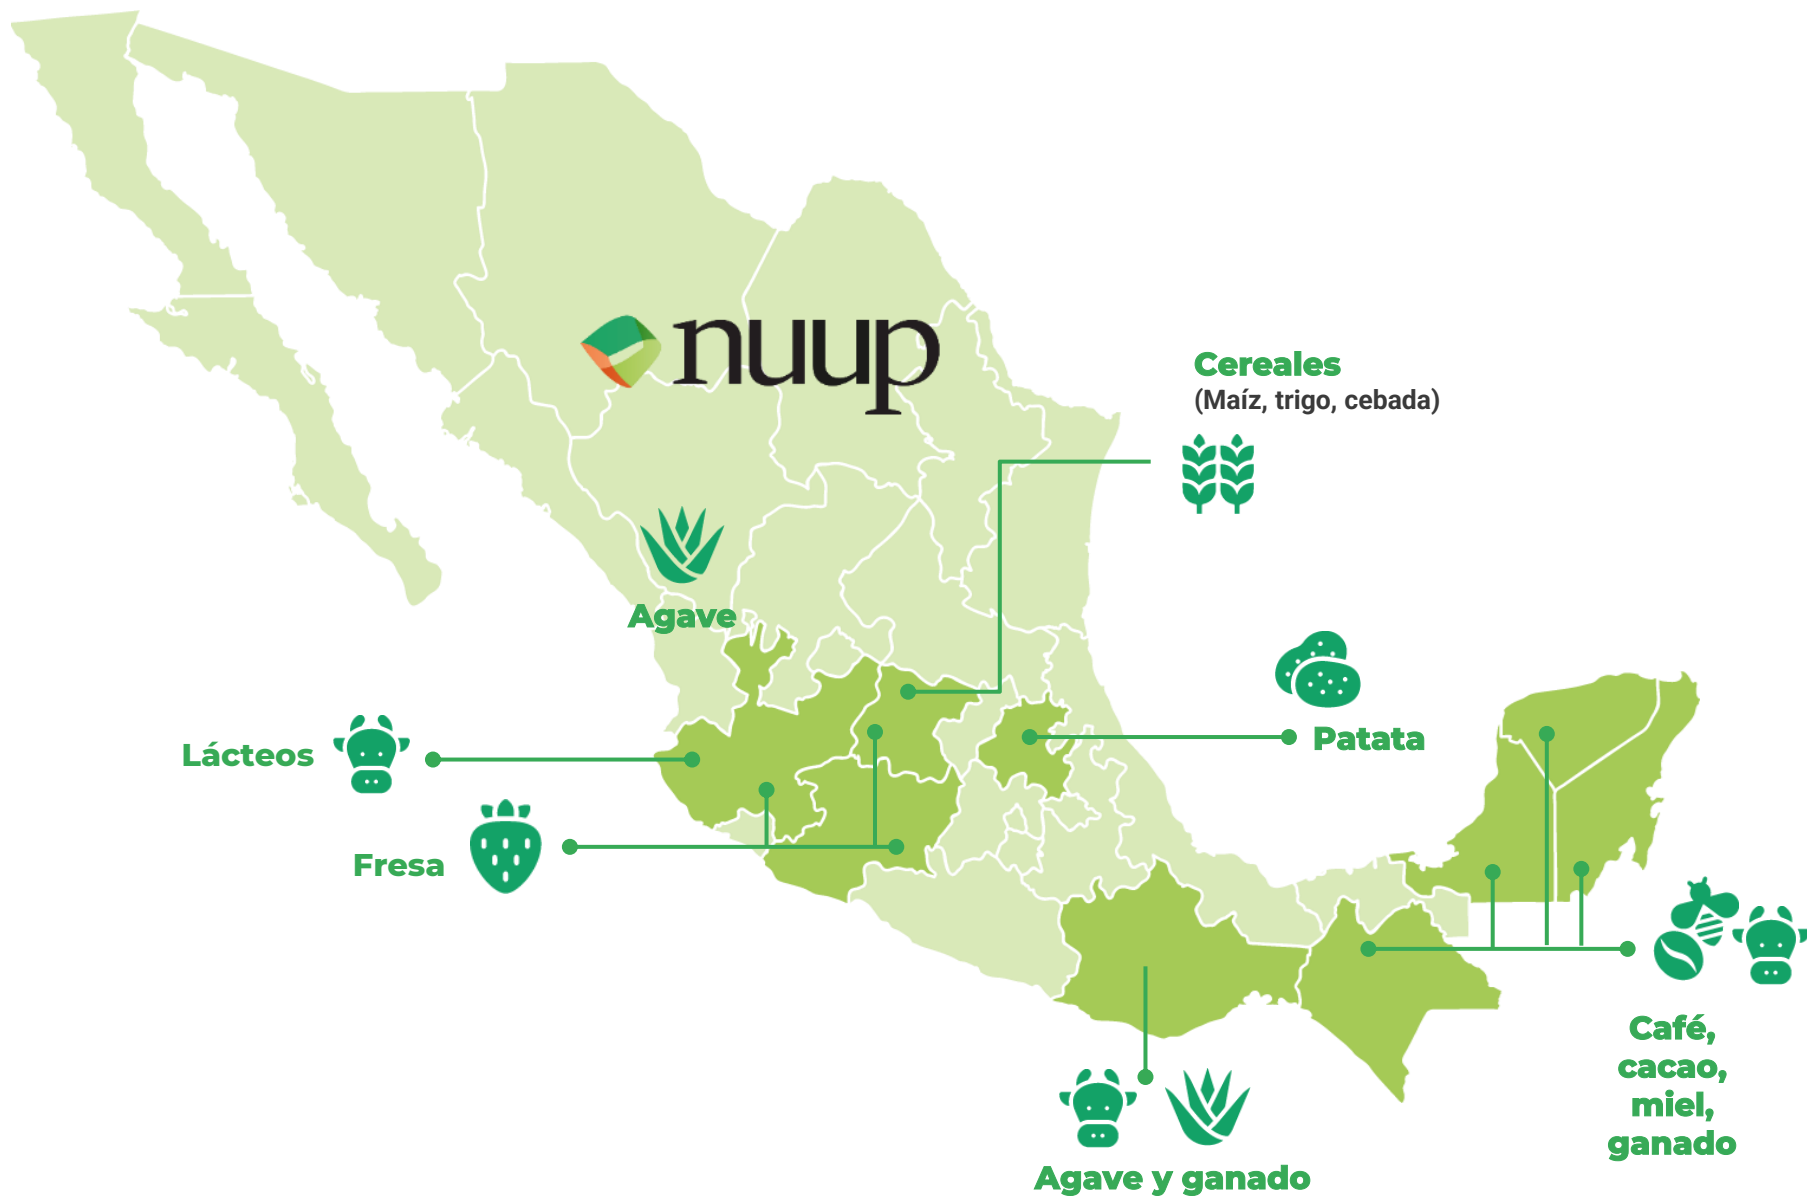 nuup
Cereales
(Maíz, trigo, cebada)
Agave
Lácteos
Patata
Fresa
Café,
cacao,
miel,
ganado
Agave y ganado